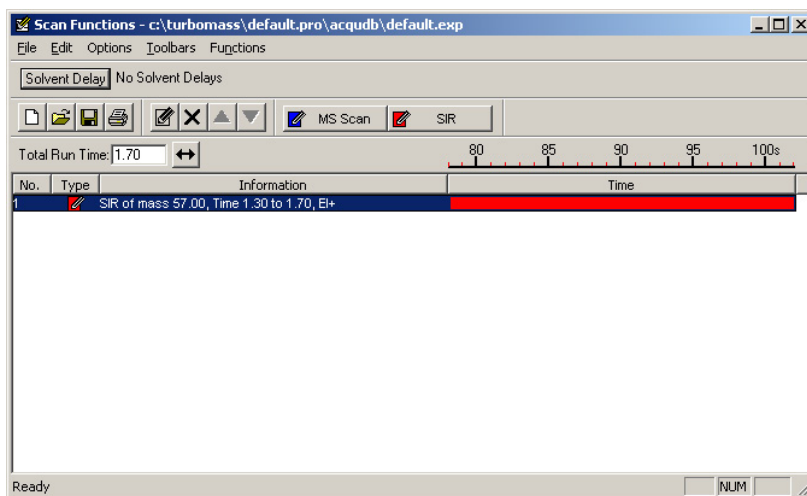 Scan Functions - c:\turbomass\default.pro\acqudb\default.exp
File Edit Options Toolbars Functions
Solvent Delay No Solvent Delays
MS Scan SIR
Total Run Time: 1.70 80 85 90 95 100s
No. Type Information Time
1 SIR of mass 57.00, Time 1.30 to 1.70, EI+
Ready NUM